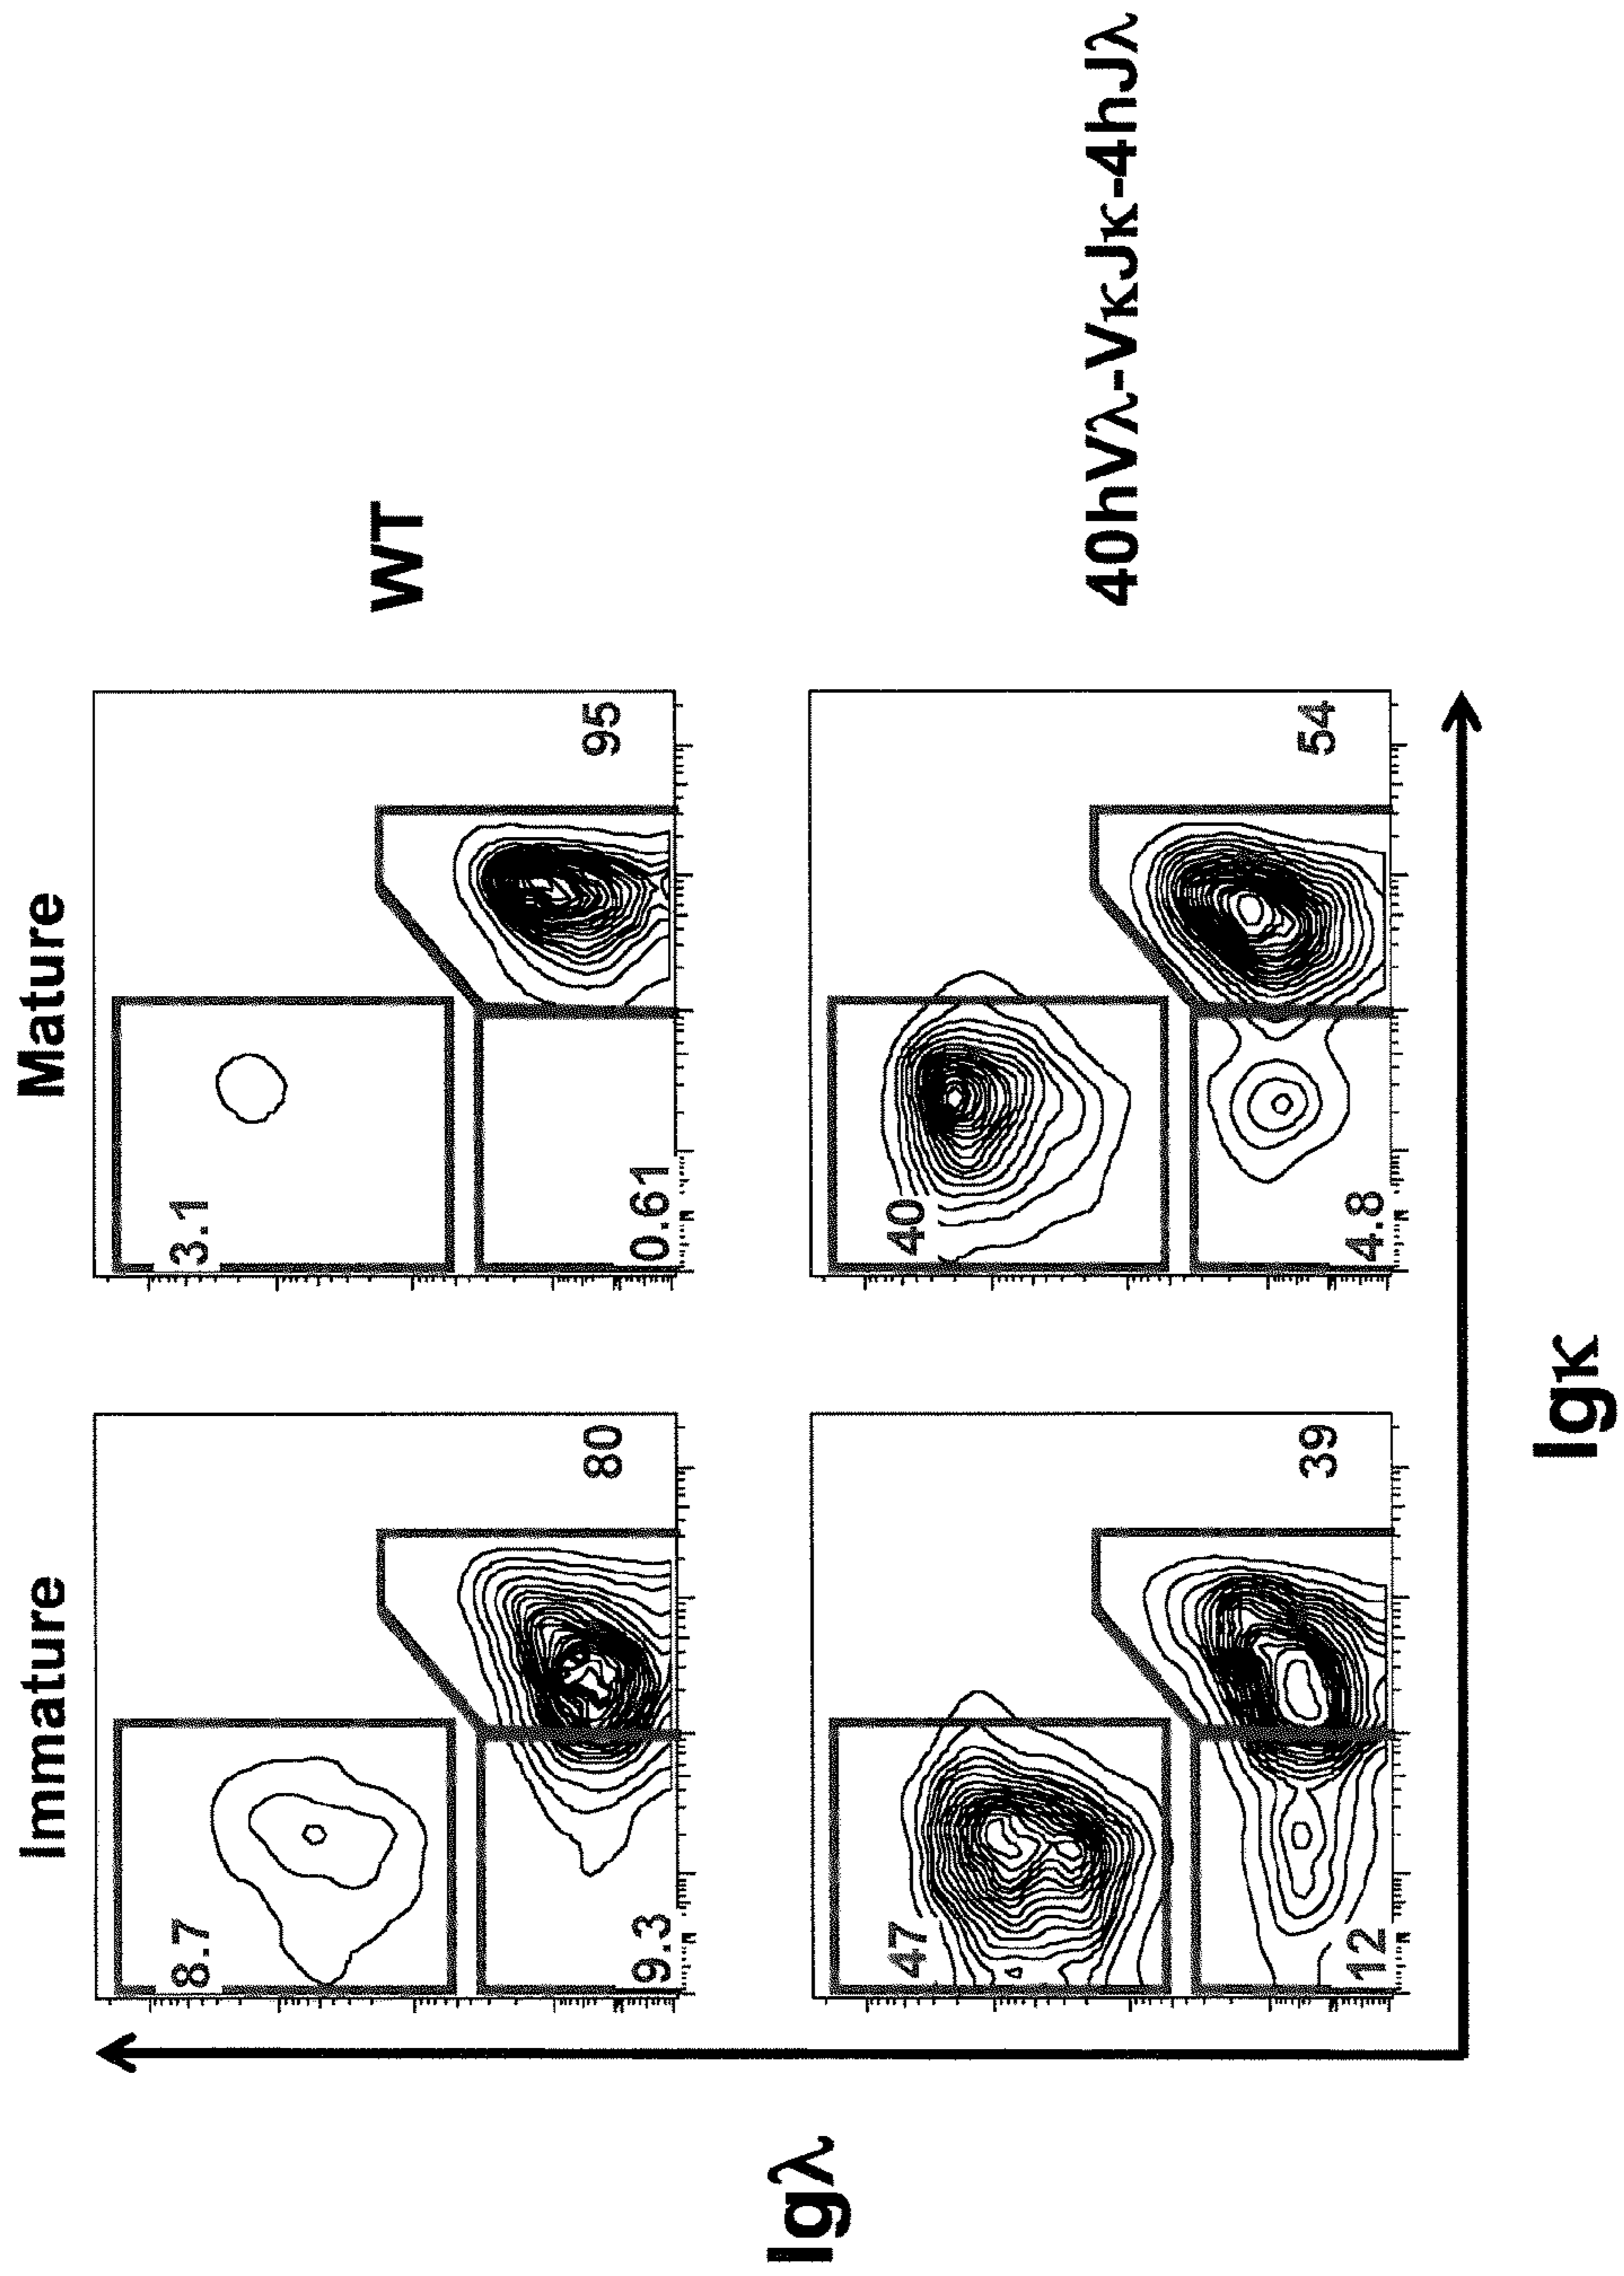 Immature
Mature
8.7
80
9.3
3.1
95
0.61
WT
Igλ
47
39
12
40
54
4.8
40hVλ-VκJκ-4hJλ
Igκ